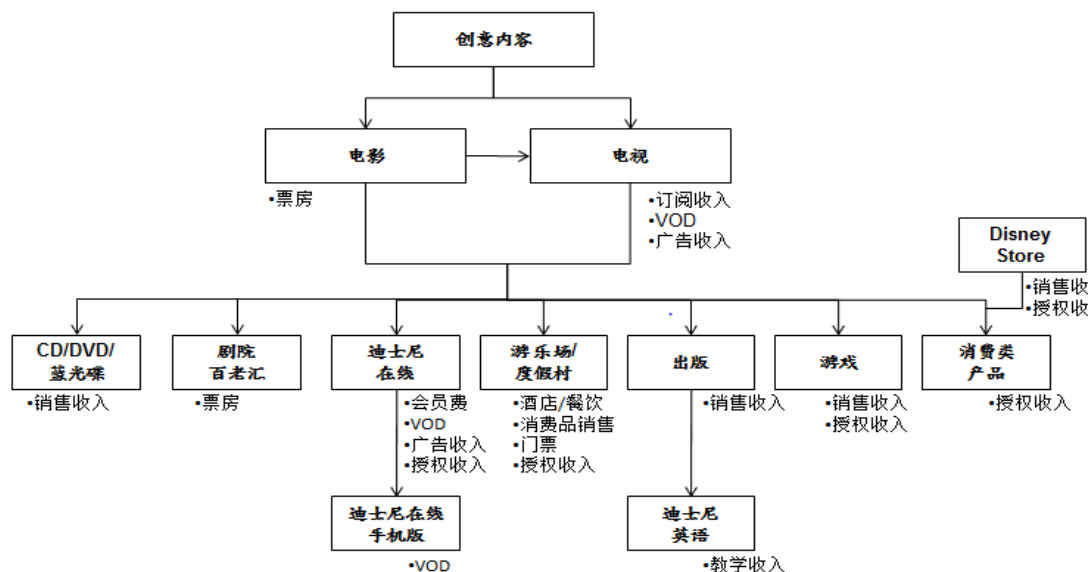 创意内容
电影
电视
•票房
•订阅收入
•VOD
•广告收入
Disney
Store
•销售收
•授权收
CD/DVD/
蓝光碟
剧院
百老汇
迪士尼
在线
游乐场/
度假村
出版
游戏
消费类
产品
•销售收入
•票房
•会员费
•VOD
•广告收入
•授权收入
•酒店/餐饮
•消费品销售
•门票
•授权收入
•销售收入
•销售收入
•授权收入
•授权收入
迪士尼在线
手机版
迪士尼
英语
•VOD
•教学收入